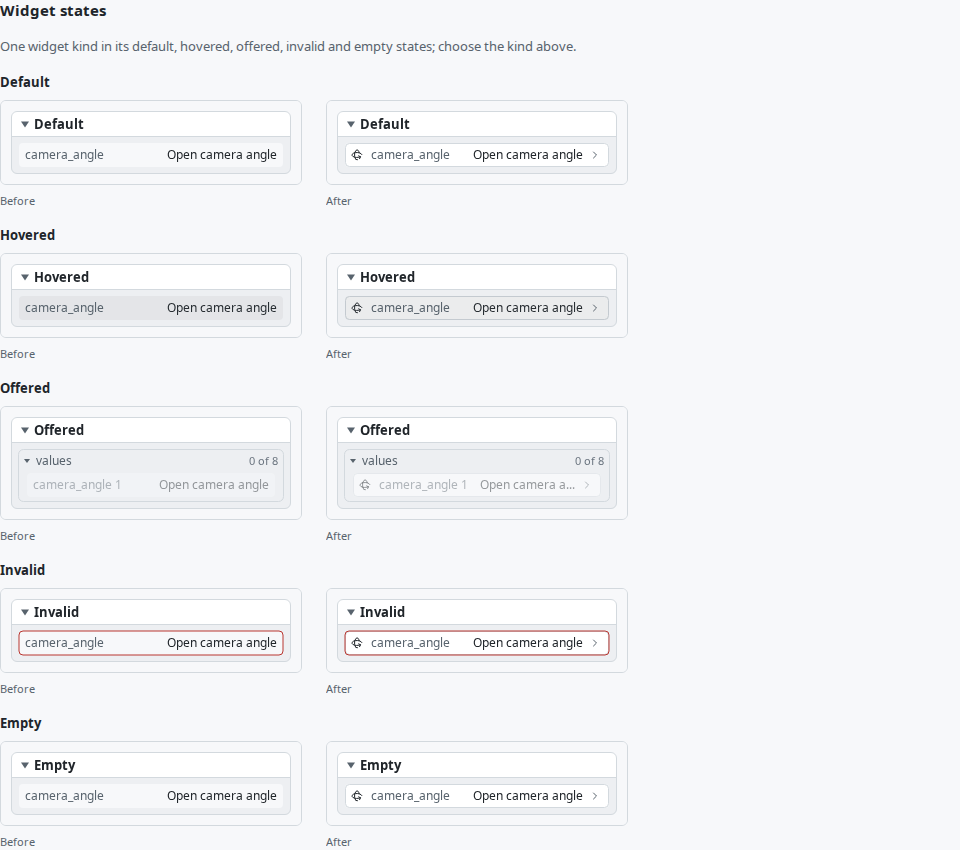 Widget states
One widget kind in its default, hovered, offered, invalid and empty states; choose the kind above.
Default
Default
camera_angle Open camera angle
Before
Default
camera_angle Open camera angle
After
Hovered
Hovered
camera_angle Open camera angle
Before
Hovered
camera_angle Open camera angle
After
Offered
Offered
values 0 of 8
camera_angle 1 Open camera angle
Before
Offered
values 0 of 8
camera_angle 1 Open camera a...
After
Invalid
Invalid
camera_angle Open camera angle
Before
Invalid
camera_angle Open camera angle
After
Empty
Empty
camera_angle Open camera angle
Before
Empty
camera_angle Open camera angle
After